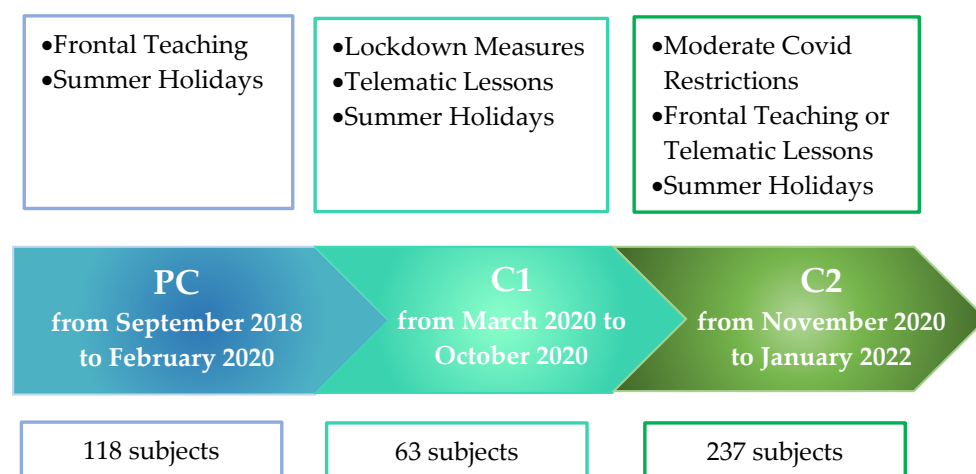 •Frontal Teaching
•Summer Holidays
•Lockdown Measures
•Telematic Lessons
•Summer Holidays
•Moderate Covid
Restrictions
•Frontal Teaching or
Telematic Lessons
•Summer Holidays
PC
from September 2018
to February 2020
C1
from March 2020 to
October 2020
C2
from November 2020
to January 2022
118 subjects
63 subjects
237 subjects